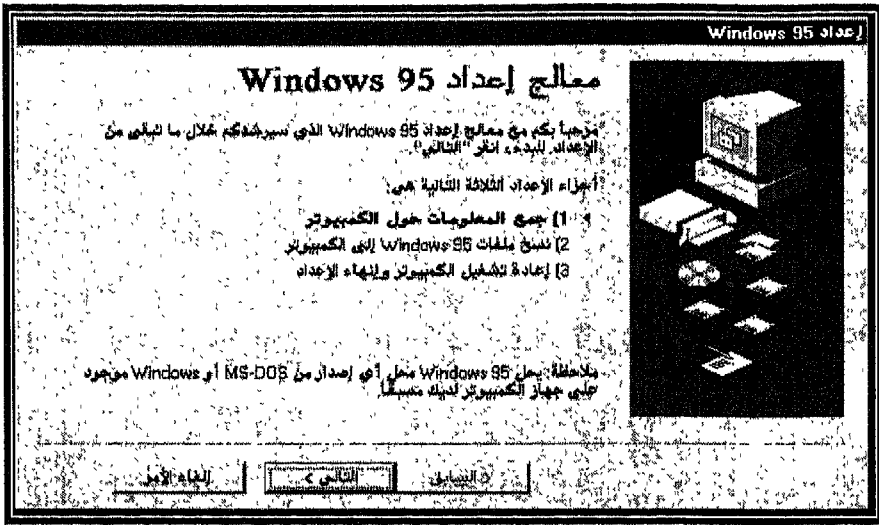 إعداد Windows 95
معالج إعداد Windows 95
مرحباً بكم مع معالج إعداد Windows 95 الذي سيرشدكم خلال ما تبقى من
الإعداد. للبدء، انقر "التالي".
أجزاء الإعداد الثلاثة التالية هي:
1) جمع المعلومات حول الكمبيوتر
2) نسخ ملفات Windows 95 إلى الكمبيوتر
3) إعادة تشغيل الكمبيوتر وإنهاء الإعداد
ملاحظة: يحل Windows 95 محل أي إصدار من MS-DOS أو Windows موجود
على جهاز الكمبيوتر لديك مسبقاً.
< السابق
التالي >
إلغاء الأمر